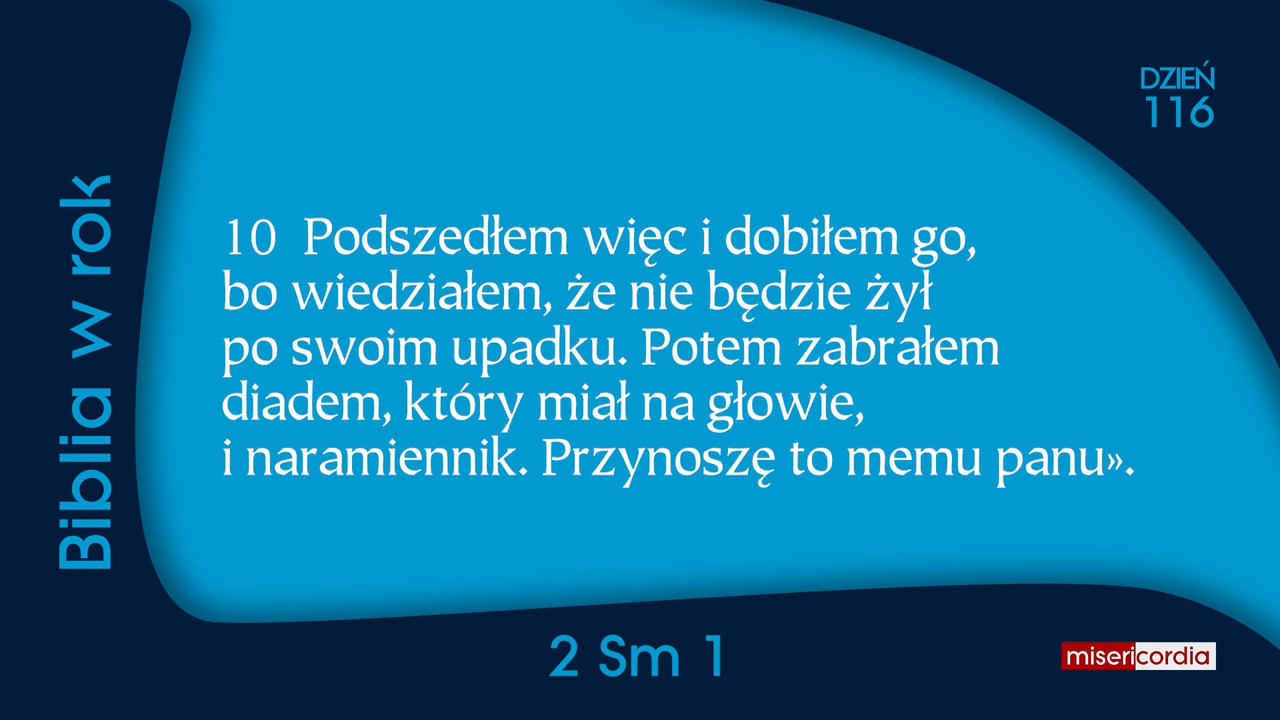 DZIEŃ
116
Biblia w rok
10 Podszedłem więc i dobiłem go,
bo wiedziałem, że nie będzie żył
po swoim upadku. Potem zabrałem
diadem, który miał na głowie,
i naramiennik. Przynoszę to memu panu».
2 Sm 1
misericordia